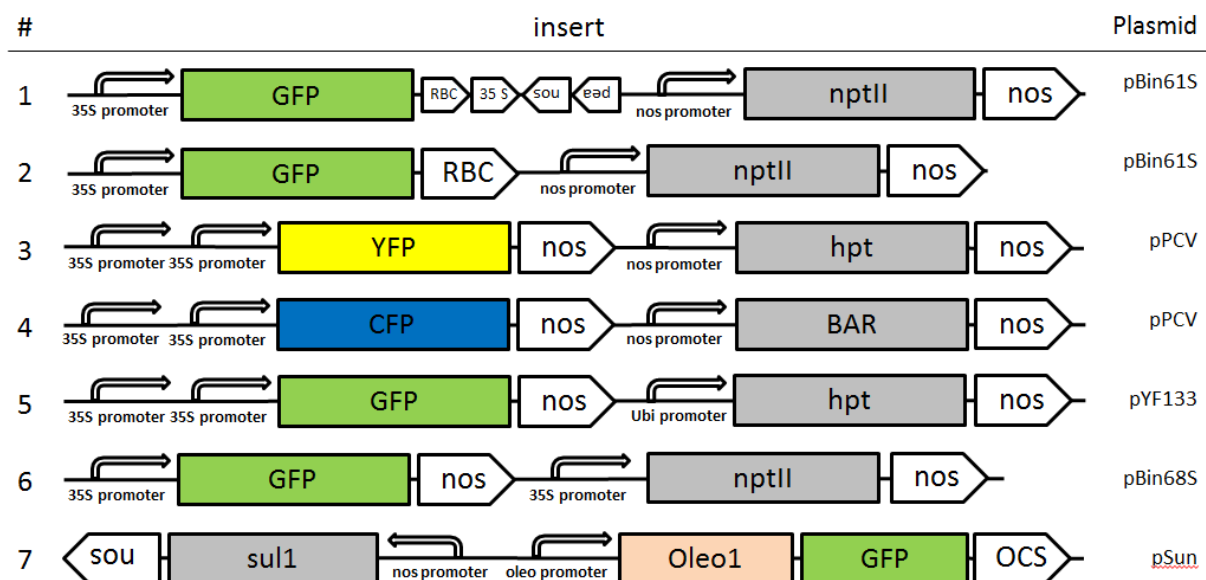 # insert Plasmid
1 35S promoter GFP RBC 35 S nos pea nos promoter nptII nos pBin61S
2 35S promoter GFP RBC nos promoter nptII nos pBin61S
3 35S promoter 35S promoter YFP nos nos promoter hpt nos pPCV
4 35S promoter 35S promoter CFP nos nos promoter BAR nos pPCV
5 35S promoter 35S promoter GFP nos Ubi promoter hpt nos pYF133
6 35S promoter GFP nos 35S promoter nptII nos pBin68S
7 nos sul1 nos promoter oleo promoter Oleo1 GFP OCS pSun